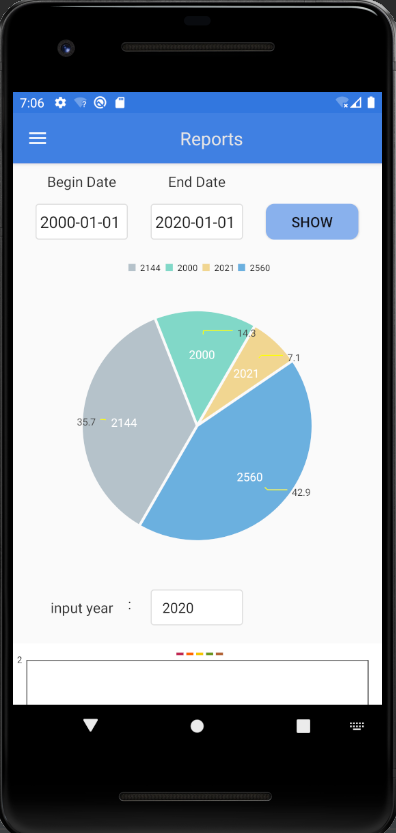 7:06
Reports
Begin Date End Date
2000-01-01 2020-01-01 SHOW
2144 2000 2021 2560
14.3
2000
7.1
2021
35.7 2144
2560
42.9
input year : 2020
2